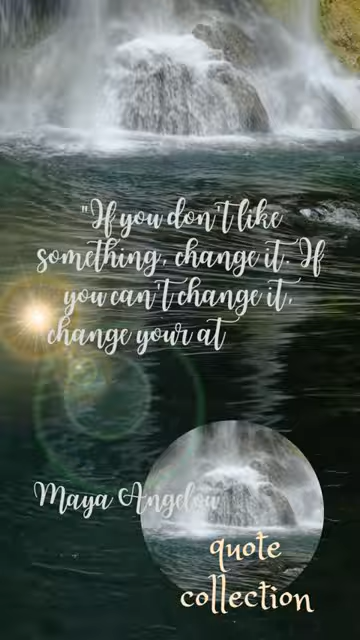 "If you don't like
something, change it. If
you can't change it,
change your at
Maya Angelou
quote
collection